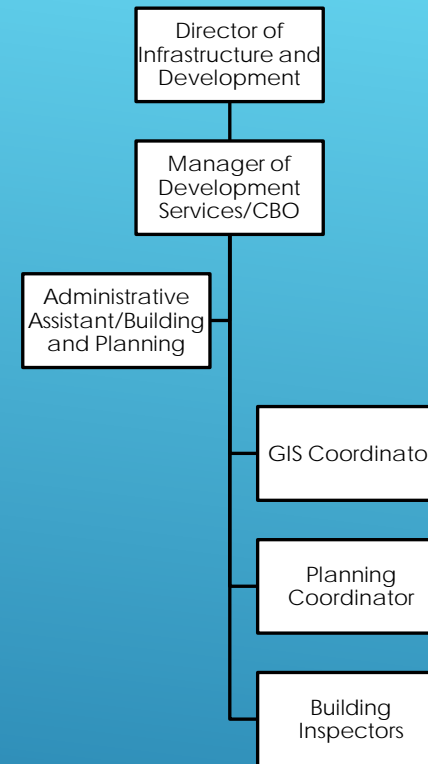 Director of
Infrastructure and
Development
Manager of
Development
Services/CBO
Administrative
Assistant/Building
and Planning
GIS Coordinato
Planning
Coordinator
Building
Inspectors